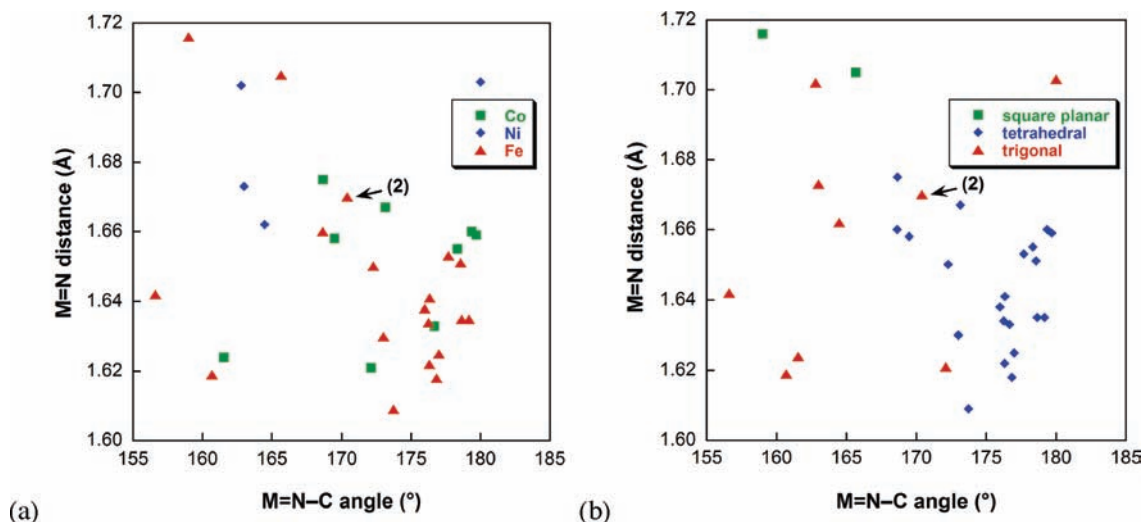 1.72
1.70
1.68
1.66
1.64
1.62
1.60
M=N distance (Å)
Co
Ni
Fe
(2)
155 160 165 170 175 180 185
M=N–C angle (°)
(a)
1.72
1.70
1.68
1.66
1.64
1.62
1.60
M=N distance (Å)
square planar
tetrahedral
trigonal
(2)
155 160 165 170 175 180 185
M=N–C angle (°)
(b)